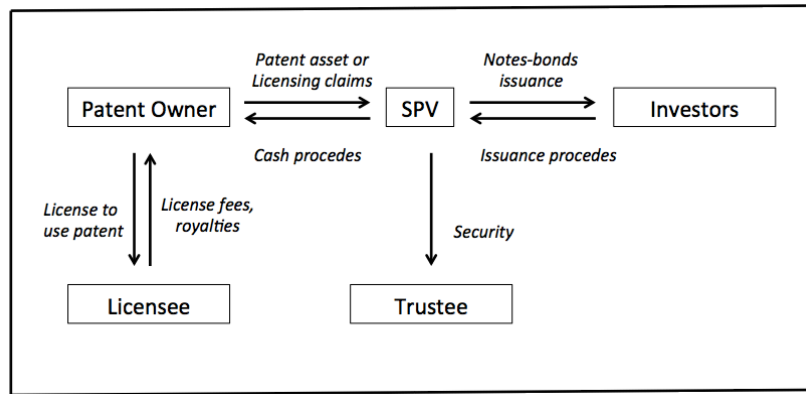 Patent asset or
Licensing claims
Notes-bonds
issuance
Patent Owner
SPV
Investors
Cash procedes
Issuance procedes
License to
use patent
License fees,
royalties
Security
Licensee
Trustee